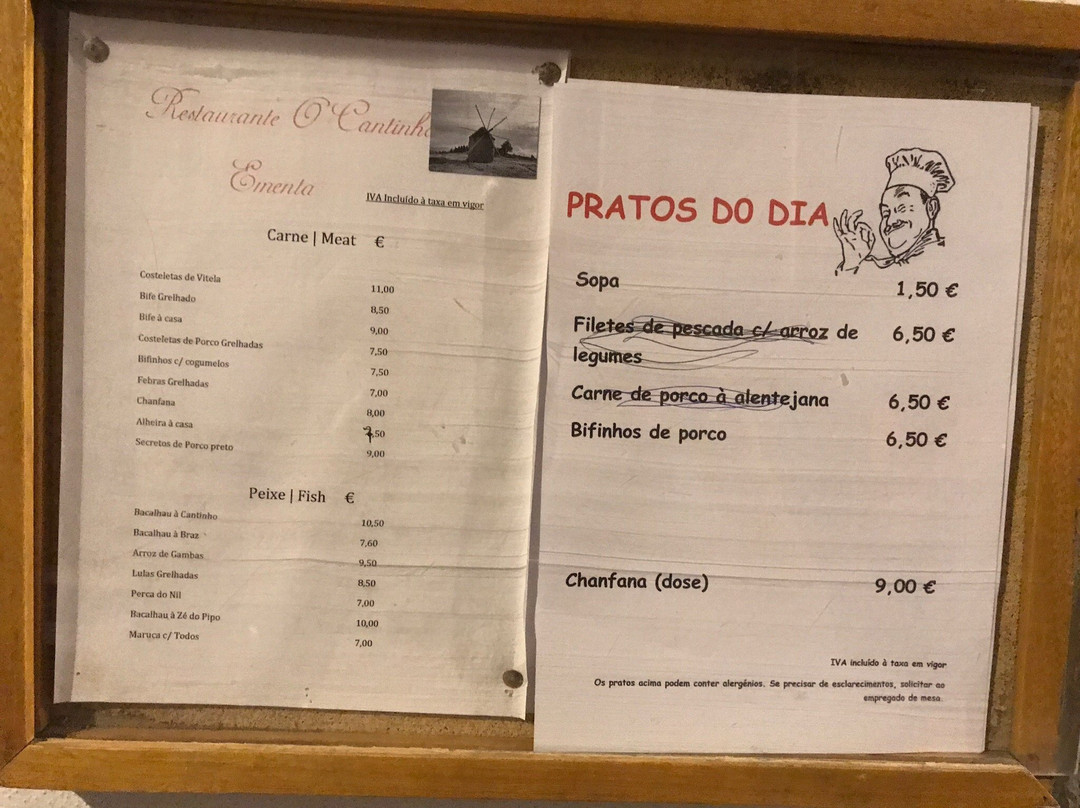 Restaurante O Cantinho
Ementa
IVA Incluído à taxa em vigor
Carne | Meat €
Costeletas de Vitela 11,00
Bife Grelhado 8,50
Bife à casa 9,00
Costeletas de Porco Grelhadas 7,50
Bifinhos c/ cogumelos 7,50
Febras Grelhadas 7,00
Chanfana 8,00
Alheira à casa 7,50
Secretos de Porco preto 9,00
Peixe | Fish €
Bacalhau à Cantinho 10,50
Bacalhau à Braz 7,60
Arroz de Gambas 9,50
Lulas Grelhadas 8,50
Perca do Nil 7,00
Bacalhau à Zé do Pipo 10,00
Maruca c/ Todos 7,00
PRATOS DO DIA
Sopa 1,50 €
Filetes de pescada c/ arroz de 6,50 €
legumes
Carne de porco à alentejana 6,50 €
Bifinhos de porco 6,50 €
Chanfana (dose) 9,00 €
IVA incluído à taxa em vigor
Os pratos acima podem conter alergénios. Se precisar de esclarecimentos, solicitar ao
empregado de mesa.